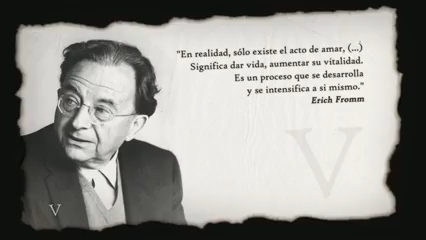 "En realidad, sólo existe el acto de amar, (...)
Significa dar vida, aumentar su vitalidad.
Es un proceso que se desarrolla
y se intensifica a si mismo."
Erich Fromm
V
V